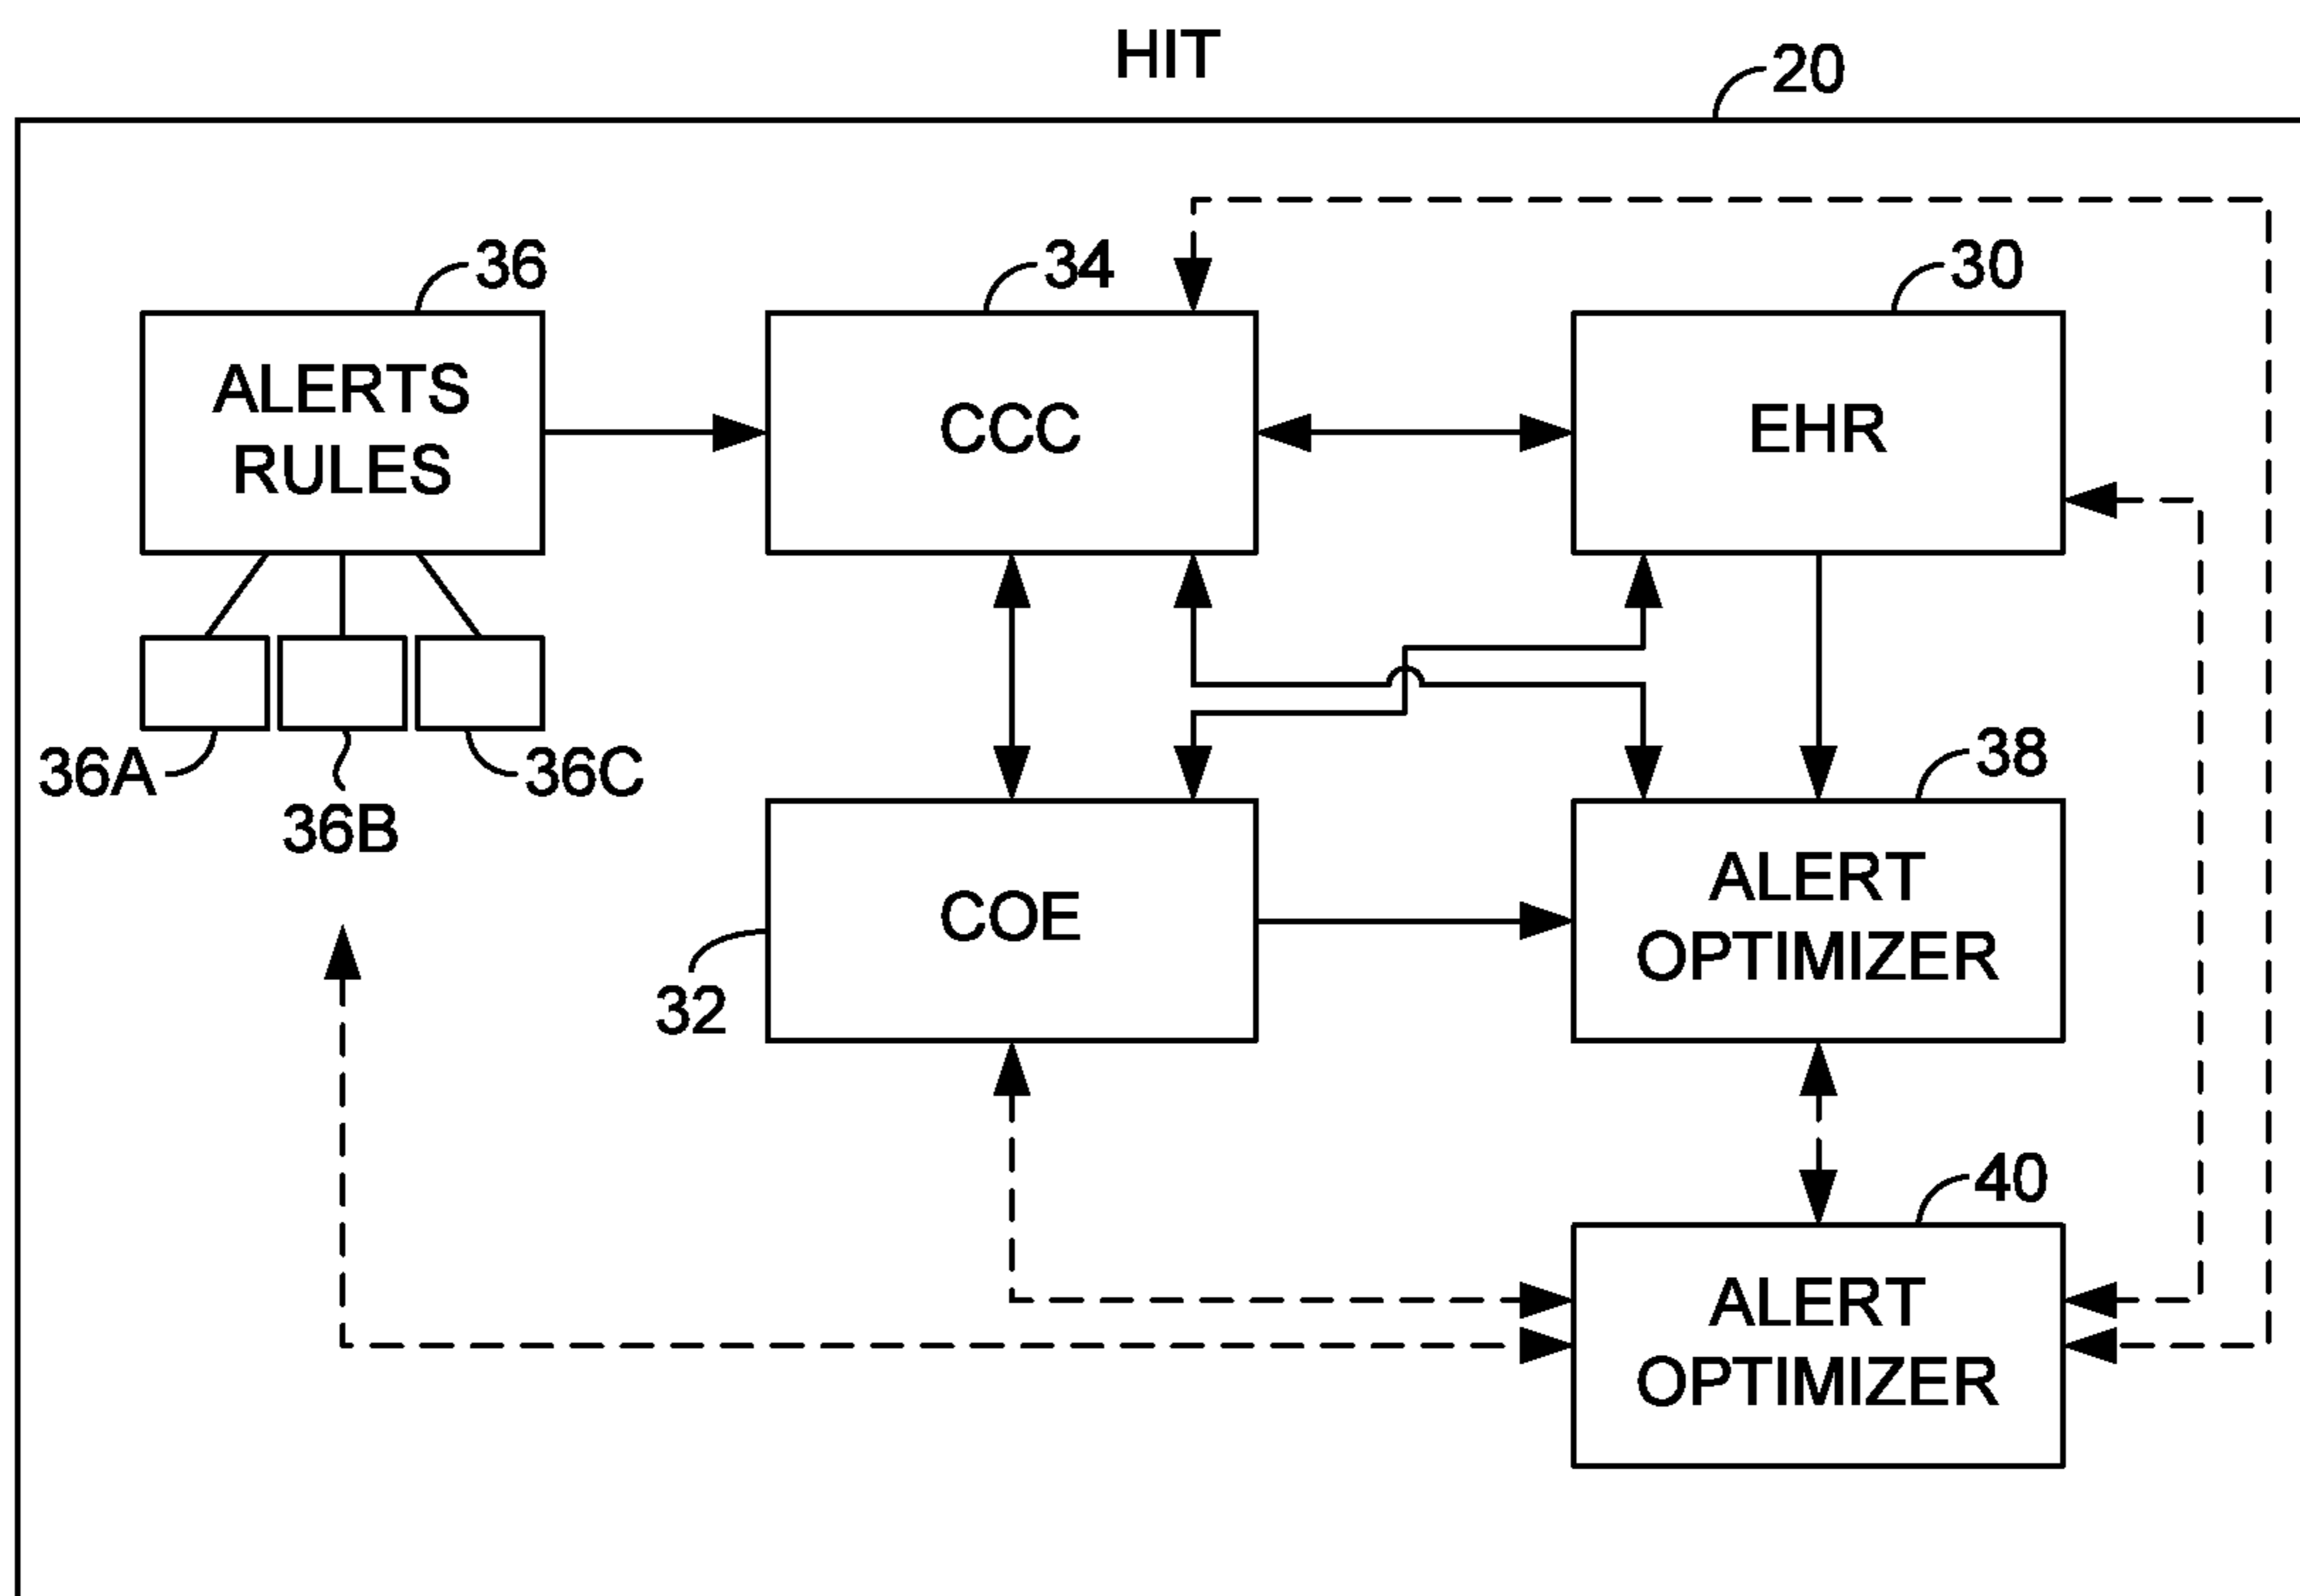 HIT
20
36
34
30
ALERTS
RULES
CCC
EHR
36A
36B
36C
38
COE
32
ALERT
OPTIMIZER
40
ALERT
OPTIMIZER